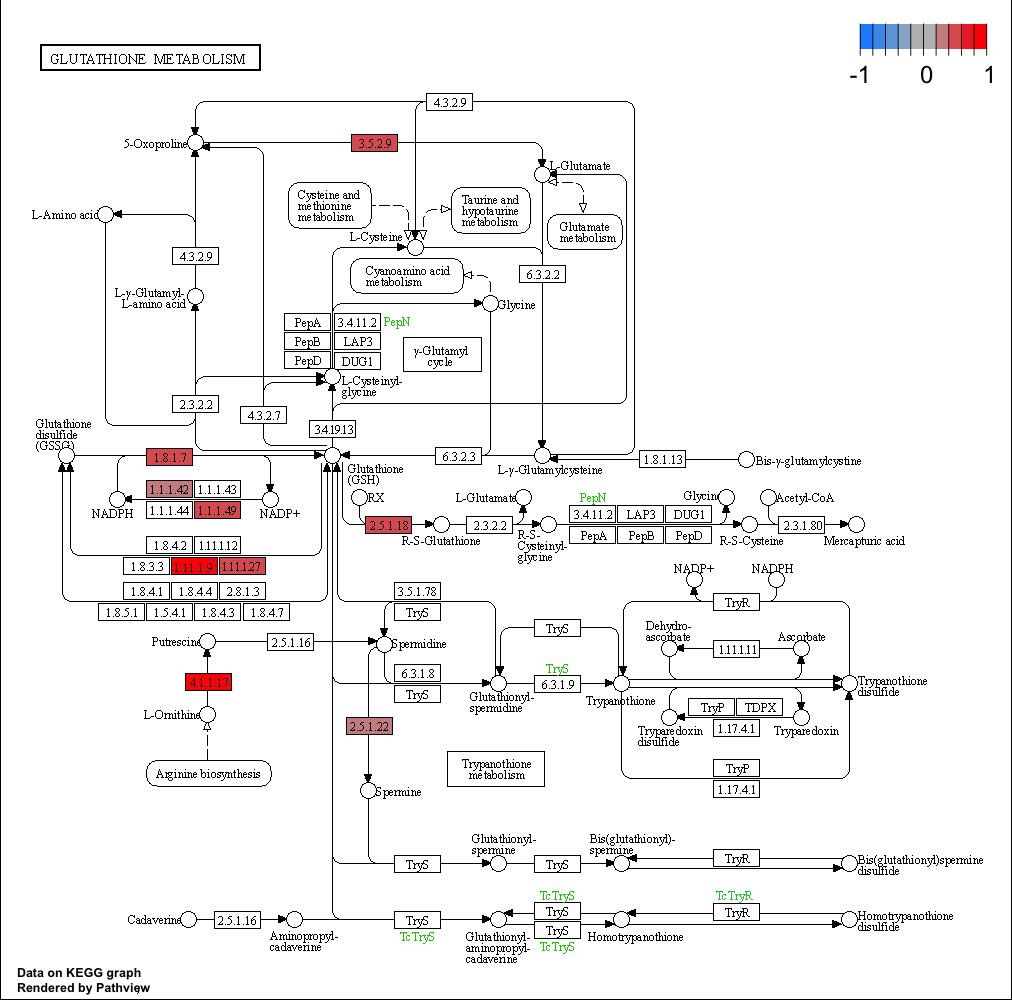 GLUTATHIONE METABOLISM
-1 0 1
4.3.2.9
5-Oxoproline
3.5.2.9
L-Glutamate
Cysteine and
methionine
metabolism
Taurine and
hypotaurine
metabolism
L-Amino acid
Glutamate
metabolism
L-Cysteine
4.3.2.9
Cyanoamino acid
metabolism
6.3.2.2
L-γ-Glutamyl-
L-amino acid
Glycine
PepA 3.4.11.2 PepN
PepB LAP3
PepD DUG1
γ-Glutamyl
cycle
L-Cysteinyl-
glycine
2.3.2.2
4.3.2.7
3.4.19.13
Glutathione
disulfide
(GSSG)
1.8.1.7
6.3.2.3
1.8.1.13
Bis-γ-glutamylcystine
L-γ-Glutamylcysteine
Glutathione
(GSH)
1.1.1.42 1.1.1.43
1.1.1.44 1.1.1.49
NADPH
NADP+
RX
L-Glutamate
PepN
Glycine
Acetyl-CoA
2.5.1.18
R-S-Glutathione
2.3.2.2
R-S-
Cysteinyl-
glycine
3.4.11.2 LAP3 DUG1
PepA PepB PepD
R-S-Cysteine
2.3.1.80
Mercapturic acid
1.8.4.2 1.11.1.12
1.8.3.3 1.11.1.9 1.11.1.27
1.8.4.1 1.8.4.4 2.8.1.3
1.8.5.1 1.5.4.1 1.8.4.3 1.8.4.7
3.5.1.78
TryS
NADP+
NADPH
TryR
Putrescine
2.5.1.16
Spermidine
TryS
Dehydro-
ascorbate
Ascorbate
1.11.1.11
6.3.1.8
TryS
TryS
6.3.1.9
4.1.1.17
Glutathionyl-
spermidine
Trypanothione
Trypanothione
disulfide
L-Ornithine
2.5.1.22
TryP TDPX
1.17.4.1
Tryparedoxin
disulfide
Tryparedoxin
Arginine biosynthesis
Trypanothione
metabolism
TryP
1.17.4.1
Spermine
Glutathionyl-
spermine
Bis(glutathionyl)-
spermine
TryS
TryS
TryR
Bis(glutathionyl)spermine
disulfide
TcTryS
TcTryR
Cadaverine
2.5.1.16
TryS
TryS
TryR
Homotrypanothione
disulfide
Aminopropyl-
cadaverine
TcTryS
Glutathionyl-
aminopropyl-
cadaverine
TryS
TcTryS
Homotrypanothione
Data on KEGG graph
Rendered by Pathview